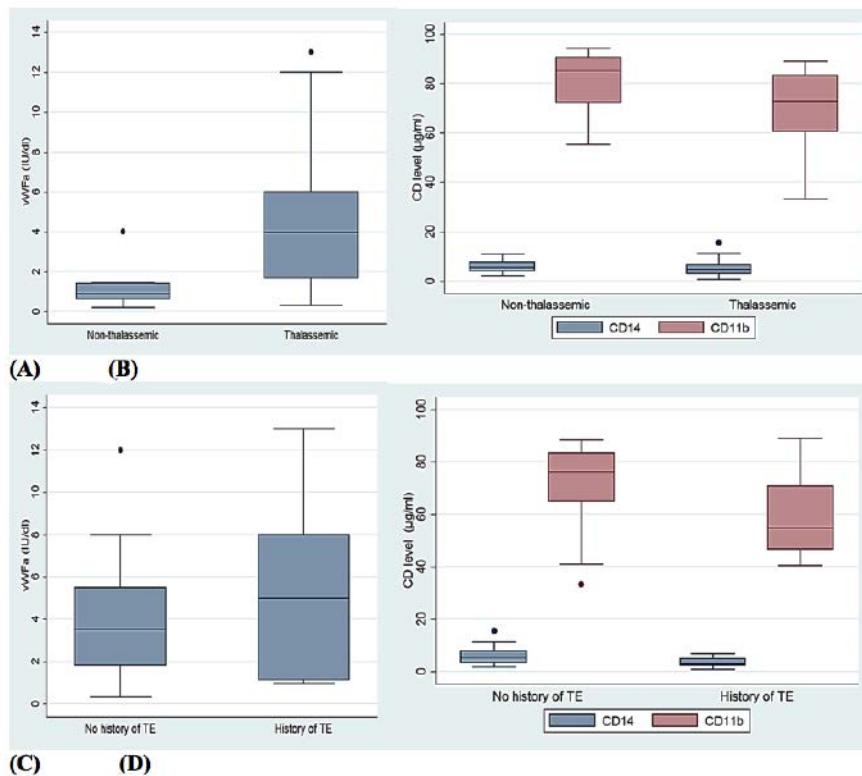 14
12
10
8
6
4
2
0
vWFa (IU/dl)
Non-thalassemic
Thalassemic
100
80
60
40
20
0
CD level (µg/ml)
Non-thalassemic
Thalassemic
CD14
CD11b
(A) (B)
14
12
10
8
6
4
2
0
vWFa (IU/dl)
No history of TE
History of TE
100
80
60
40
20
0
CD level (µg/ml)
No history of TE
History of TE
CD14
CD11b
(C) (D)